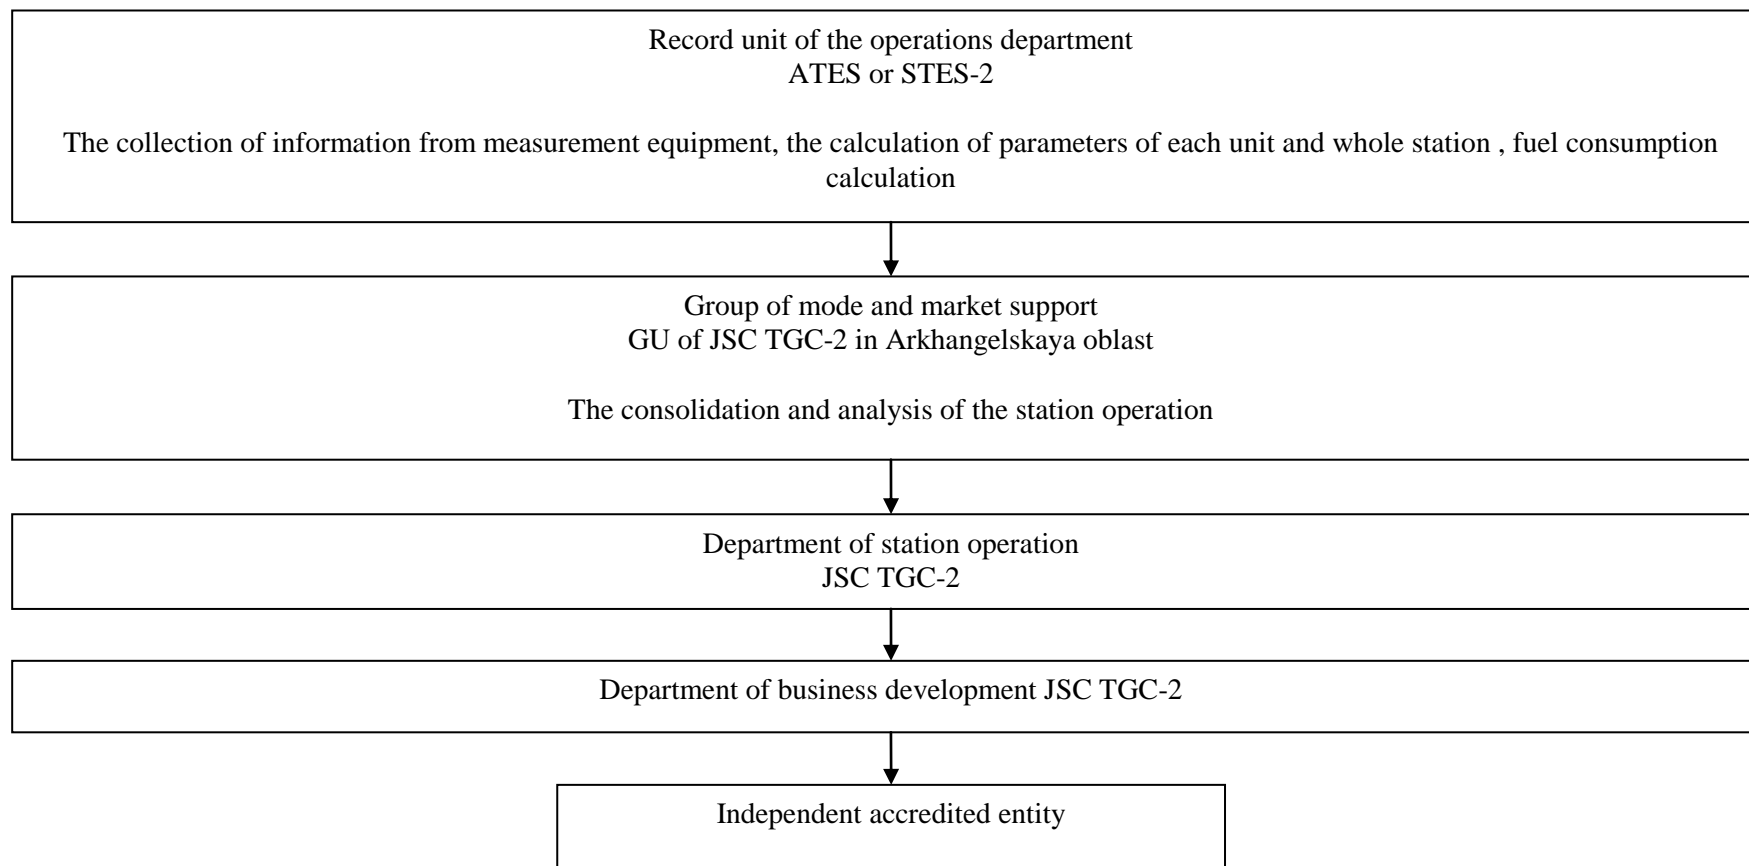 Record unit of the operations department
ATES or STES-2
The collection of information from measurement equipment, the calculation of parameters of each unit and whole station , fuel consumption
calculation
Group of mode and market support
GU of JSC TGC-2 in Arkhangelskaya oblast
The consolidation and analysis of the station operation
Department of station operation
JSC TGC-2
Department of business development JSC TGC-2
Independent accredited entity